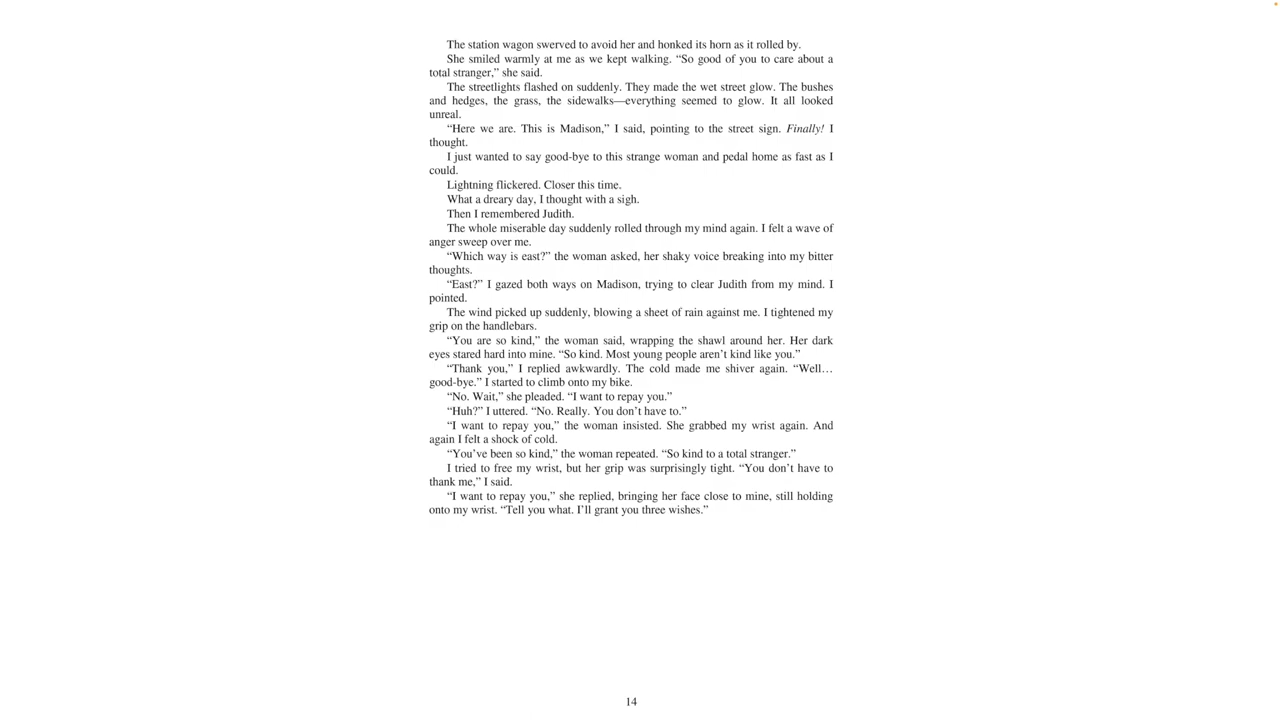 The station wagon swerved to avoid her and honked its horn as it rolled by.
She smiled warmly at me as we kept walking. “So good of you to care about a
total stranger,” she said.
The streetlights flashed on suddenly. They made the wet street glow. The bushes
and hedges, the grass, the sidewalks—everything seemed to glow. It all looked
unreal.
“Here we are. This is Madison,” I said, pointing to the street sign. Finally! I
thought.
I just wanted to say good-bye to this strange woman and pedal home as fast as I
could.
Lightning flickered. Closer this time.
What a dreary day, I thought with a sigh.
Then I remembered Judith.
The whole miserable day suddenly rolled through my mind again. I felt a wave of
anger sweep over me.
“Which way is east?” the woman asked, her shaky voice breaking into my bitter
thoughts.
“East?” I gazed both ways on Madison, trying to clear Judith from my mind. I
pointed.
The wind picked up suddenly, blowing a sheet of rain against me. I tightened my
grip on the handlebars.
“You are so kind,” the woman said, wrapping the shawl around her. Her dark
eyes stared hard into mine. “So kind. Most young people aren’t kind like you.”
“Thank you,” I replied awkwardly. The cold made me shiver again. “Well…
good-bye.” I started to climb onto my bike.
“No. Wait,” she pleaded. “I want to repay you.”
“Huh?” I uttered. “No. Really. You don’t have to.”
“I want to repay you,” the woman insisted. She grabbed my wrist again. And
again I felt a shock of cold.
“You’ve been so kind,” the woman repeated. “So kind to a total stranger.”
I tried to free my wrist, but her grip was surprisingly tight. “You don’t have to
thank me,” I said.
“I want to repay you,” she replied, bringing her face close to mine, still holding
onto my wrist. “Tell you what. I’ll grant you three wishes.”
14